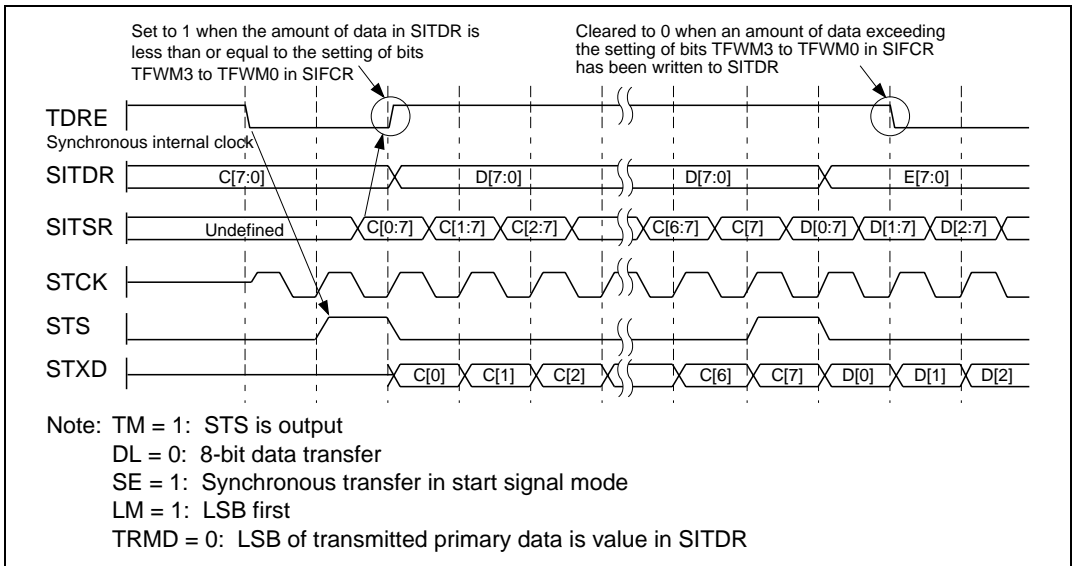 Set to 1 when the amount of data in SITDR is
less than or equal to the setting of bits
TFWM3 to TFWM0 in SIFCR
Cleared to 0 when an amount of data exceeding
the setting of bits TFWM3 to TFWM0 in SIFCR
has been written to SITDR
TDRE
Synchronous internal clock
SITDR C[7:0] D[7:0] D[7:0] E[7:0]
SITSR Undefined C[0:7] C[1:7] C[2:7] C[6:7] C[7] D[0:7] D[1:7] D[2:7]
STCK
STS
STXD C[0] C[1] C[2] C[6] C[7] D[0] D[1] D[2]
Note: TM = 1: STS is output
DL = 0: 8-bit data transfer
SE = 1: Synchronous transfer in start signal mode
LM = 1: LSB first
TRMD = 0: LSB of transmitted primary data is value in SITDR